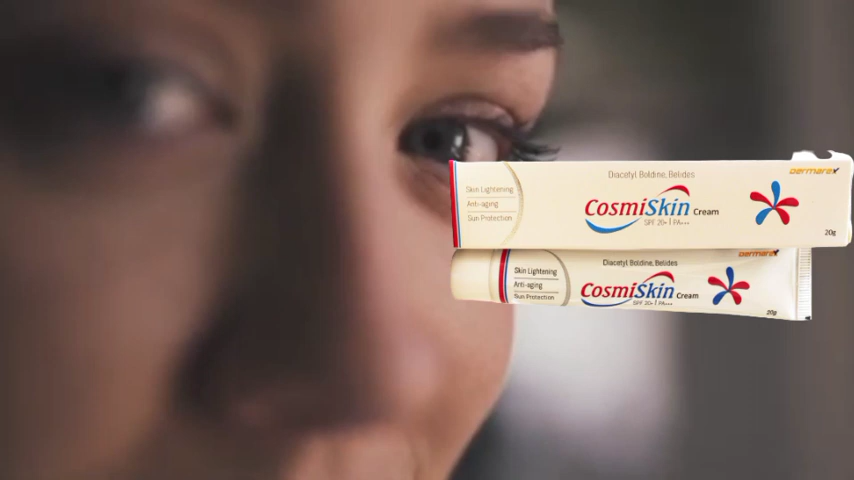 Diacetyl Boldine, Belides
DermareX
Skin Lightening
Anti-aging
Sun Protection
CosmiSkin Cream
SPF 20+ | PA+++
20g
DermareX
Diacetyl Boldine, Belides
Skin Lightening
Anti-aging
Sun Protection
CosmiSkin Cream
SPF 20+ | PA+++
20g